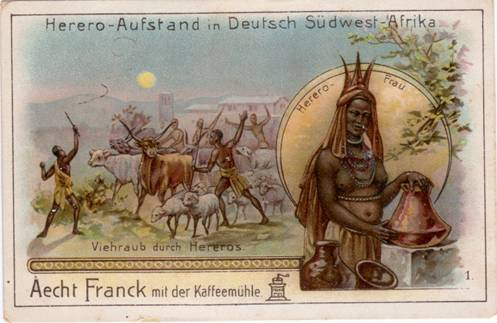 Herero-Aufstand in Deutsch Südwest-Afrika.
Herero-Frau
Viehraub durch Hereros.
Aecht Franck mit der Kaffeemühle
1.